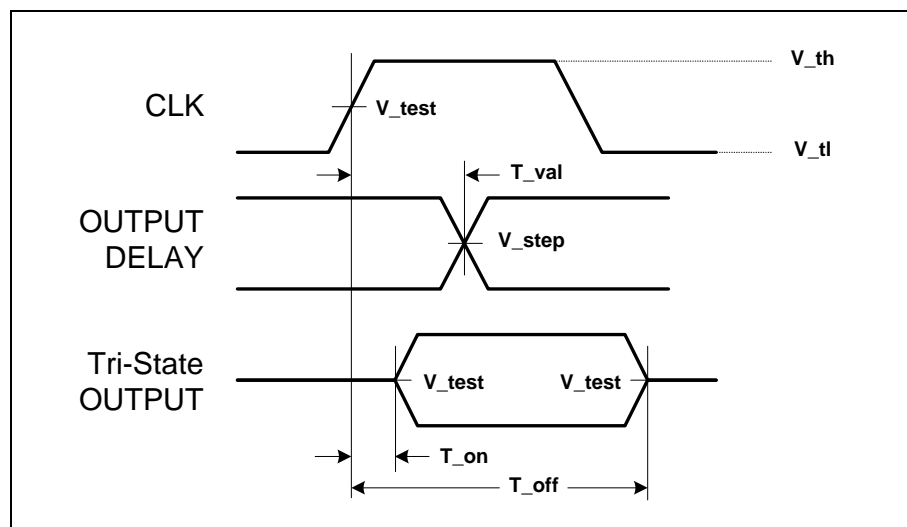 V_th
CLK
V_test
V_tl
T_val
OUTPUT
DELAY
V_step
Tri-State
OUTPUT
V_test
V_test
T_on
T_off